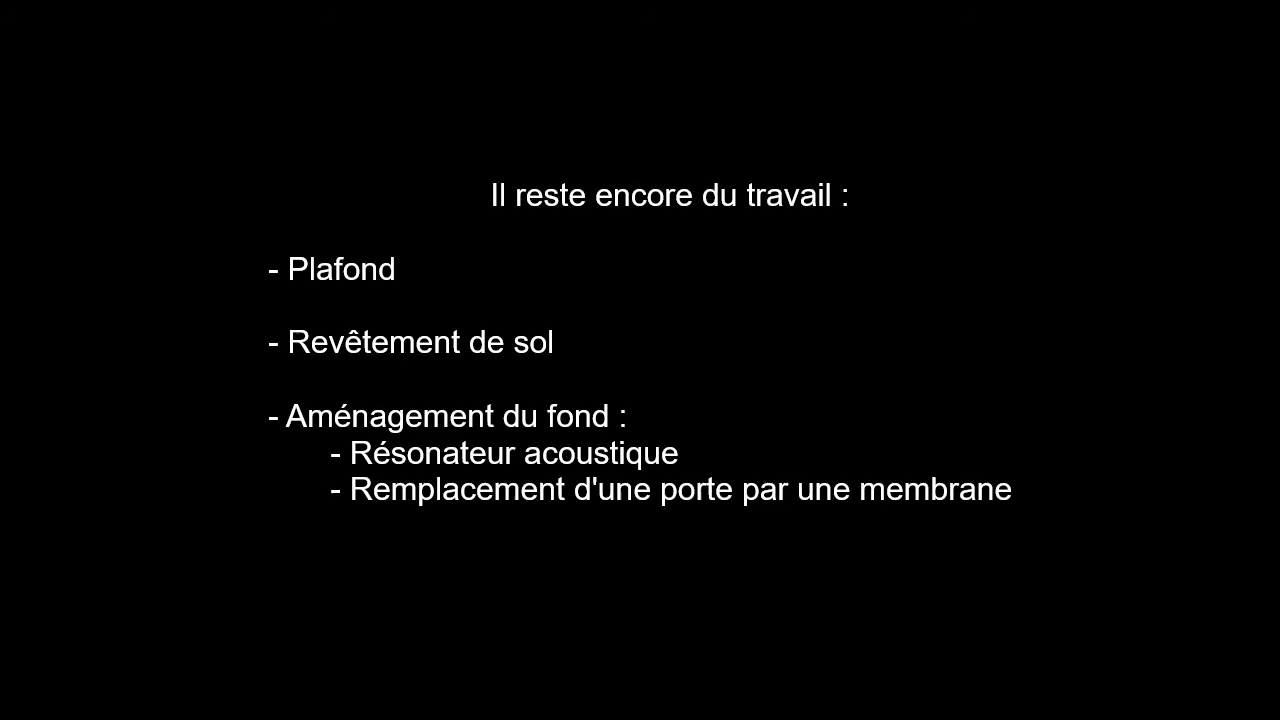 Il reste encore du travail :
- Plafond
- Revêtement de sol
- Aménagement du fond :
- Résonateur acoustique
- Remplacement d'une porte par une membrane